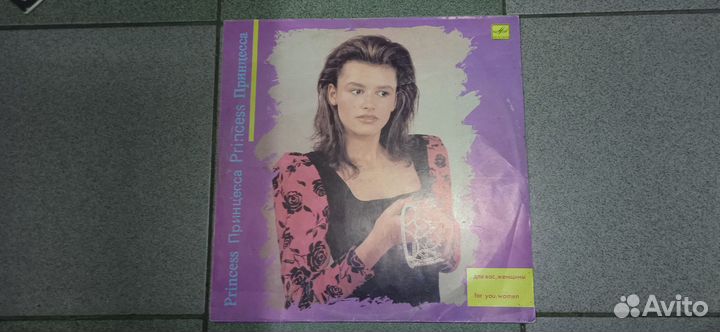 Princess Принцесса Princess Принцесса
для вас, женщины
for you, women
Avito